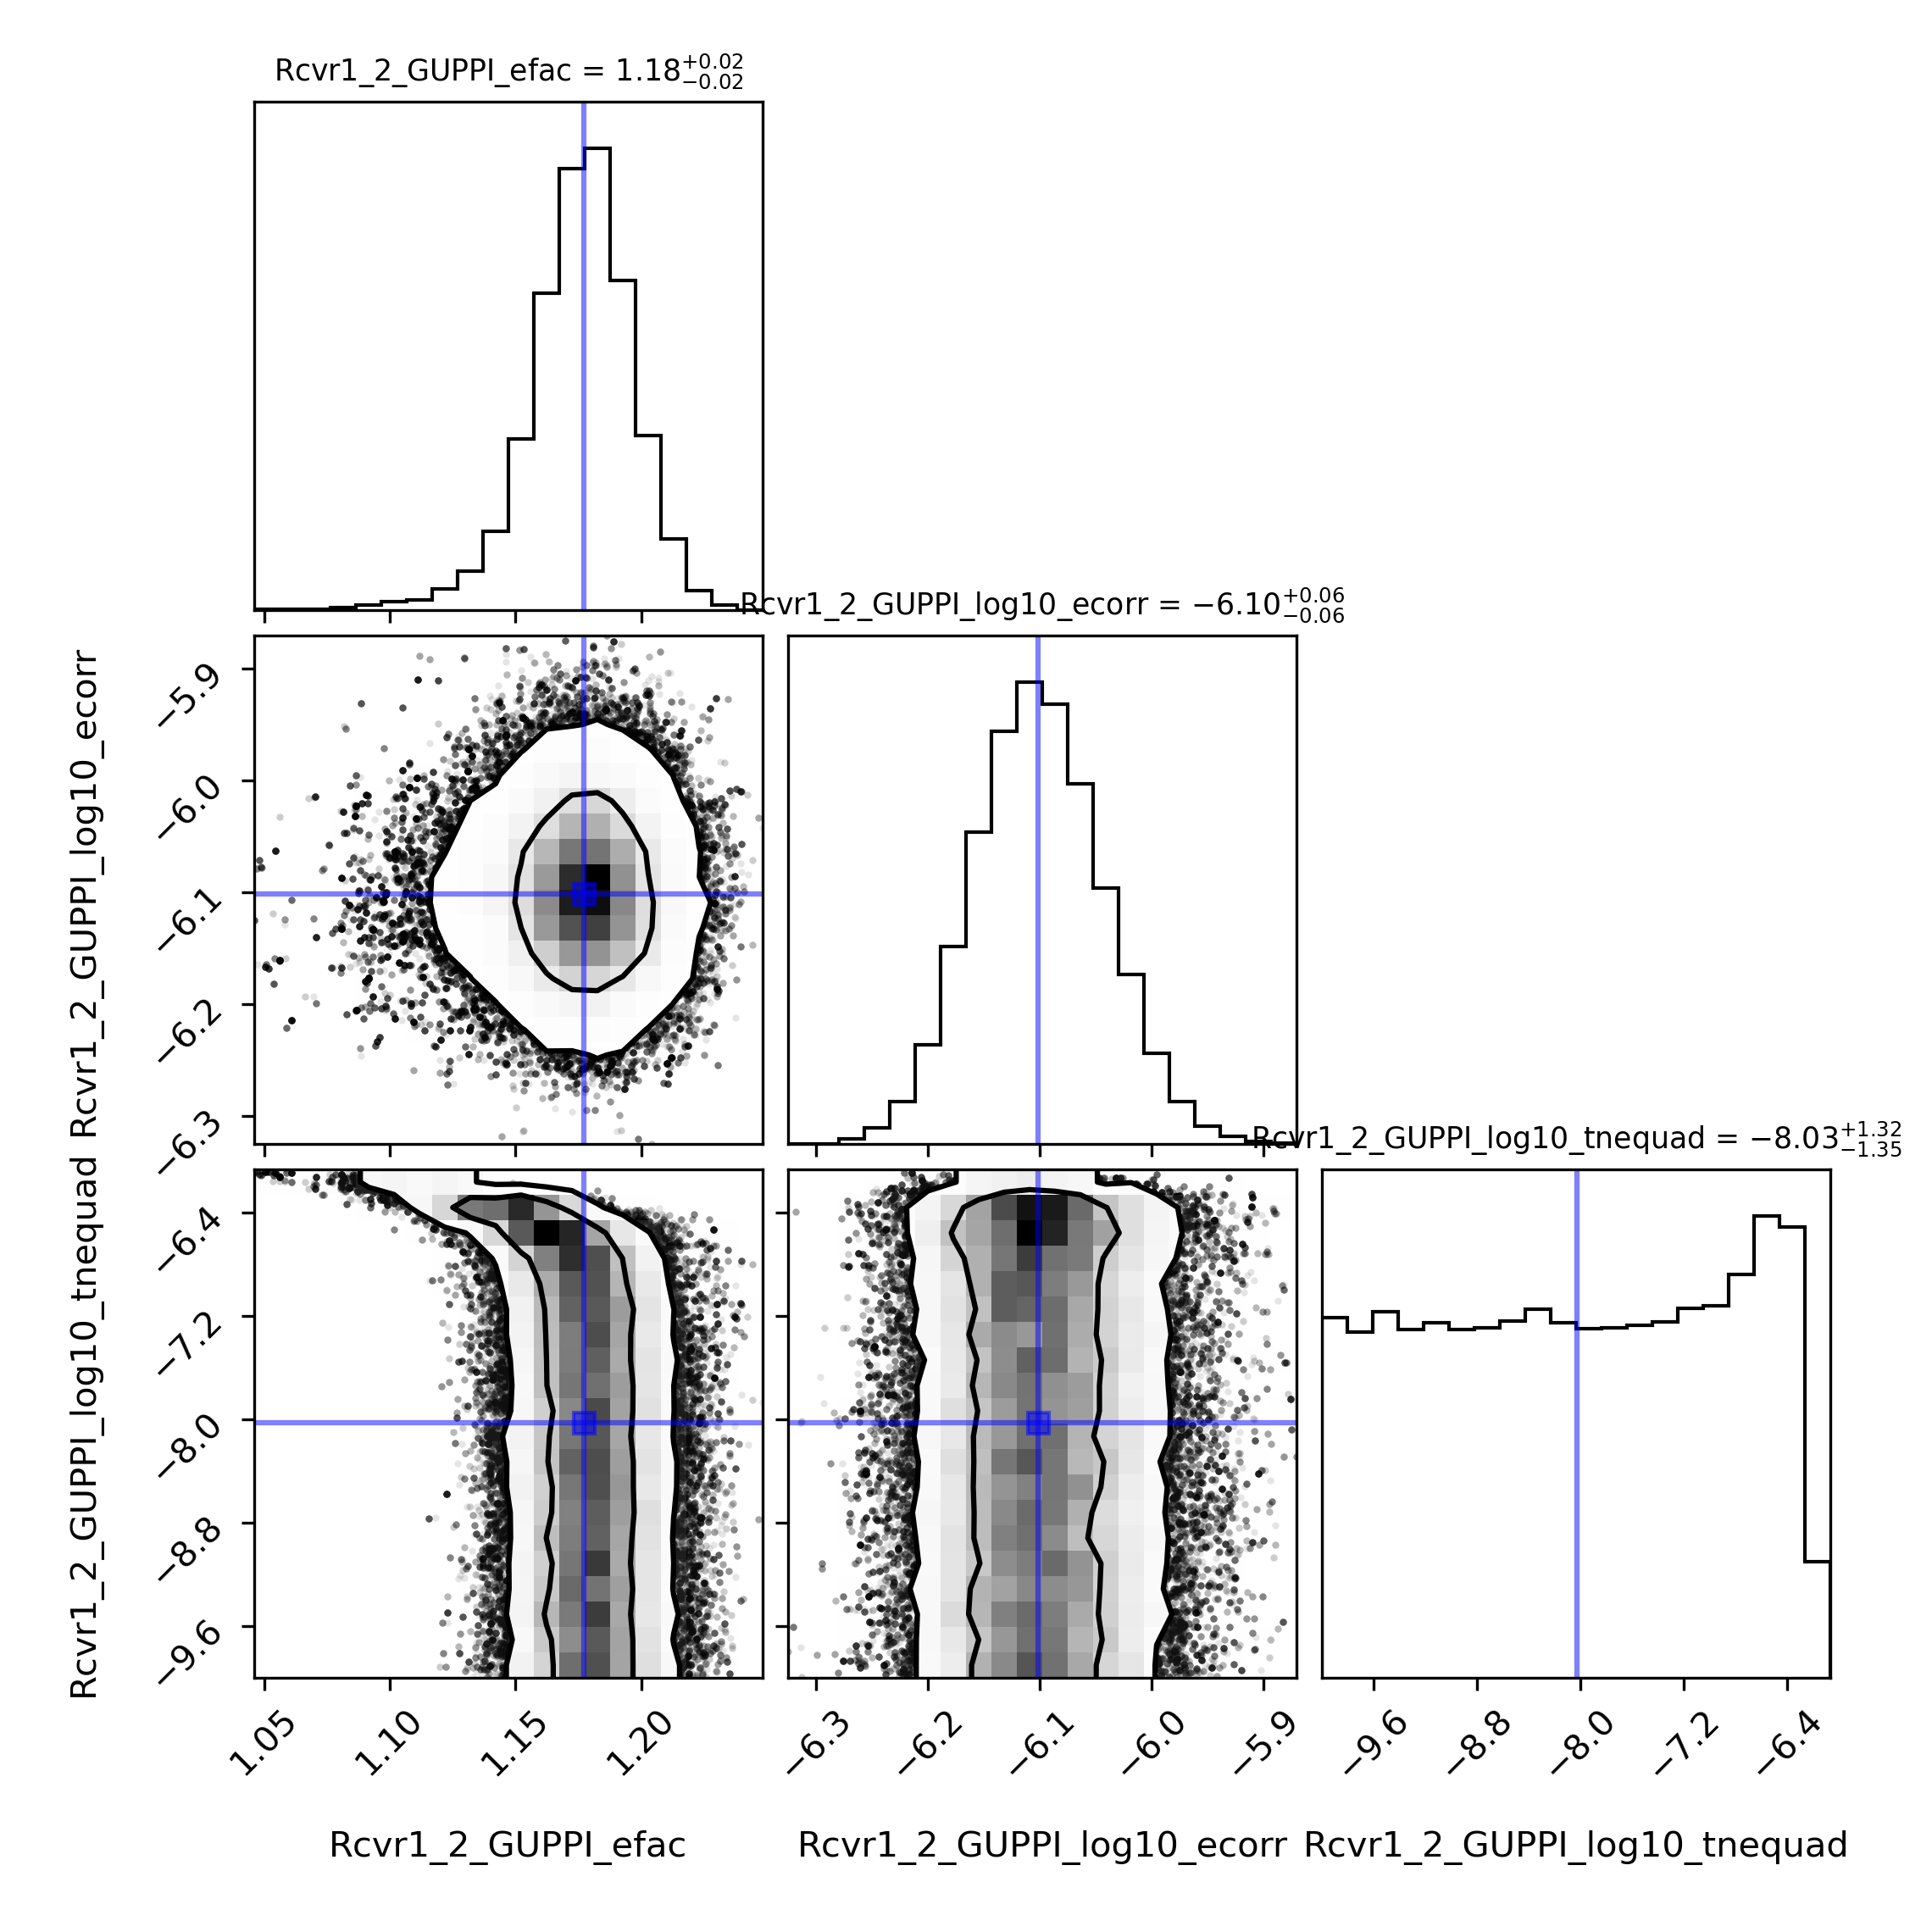 Rcvr1_2_GUPPI_efac = 1.18+0.02 −0.02
Rcvr1_2_GUPPI_log10_ecorr = −6.10+0.06 −0.06
Rcvr1_2_GUPPI_log10_ecorr
−5.9
−6.0
−6.1
−6.2
−6.3
Rcvr1_2_GUPPI_log10_tnequad = −8.03+1.32 −1.35
Rcvr1_2_GUPPI_log10_tnequad
−6.4
−7.2
−8.0
−8.8
−9.6
1.05 1.10 1.15 1.20
−6.3 −6.2 −6.1 −6.0 −5.9
−9.6 −8.8 −8.0 −7.2 −6.4
Rcvr1_2_GUPPI_efac
Rcvr1_2_GUPPI_log10_ecorr
Rcvr1_2_GUPPI_log10_tnequad